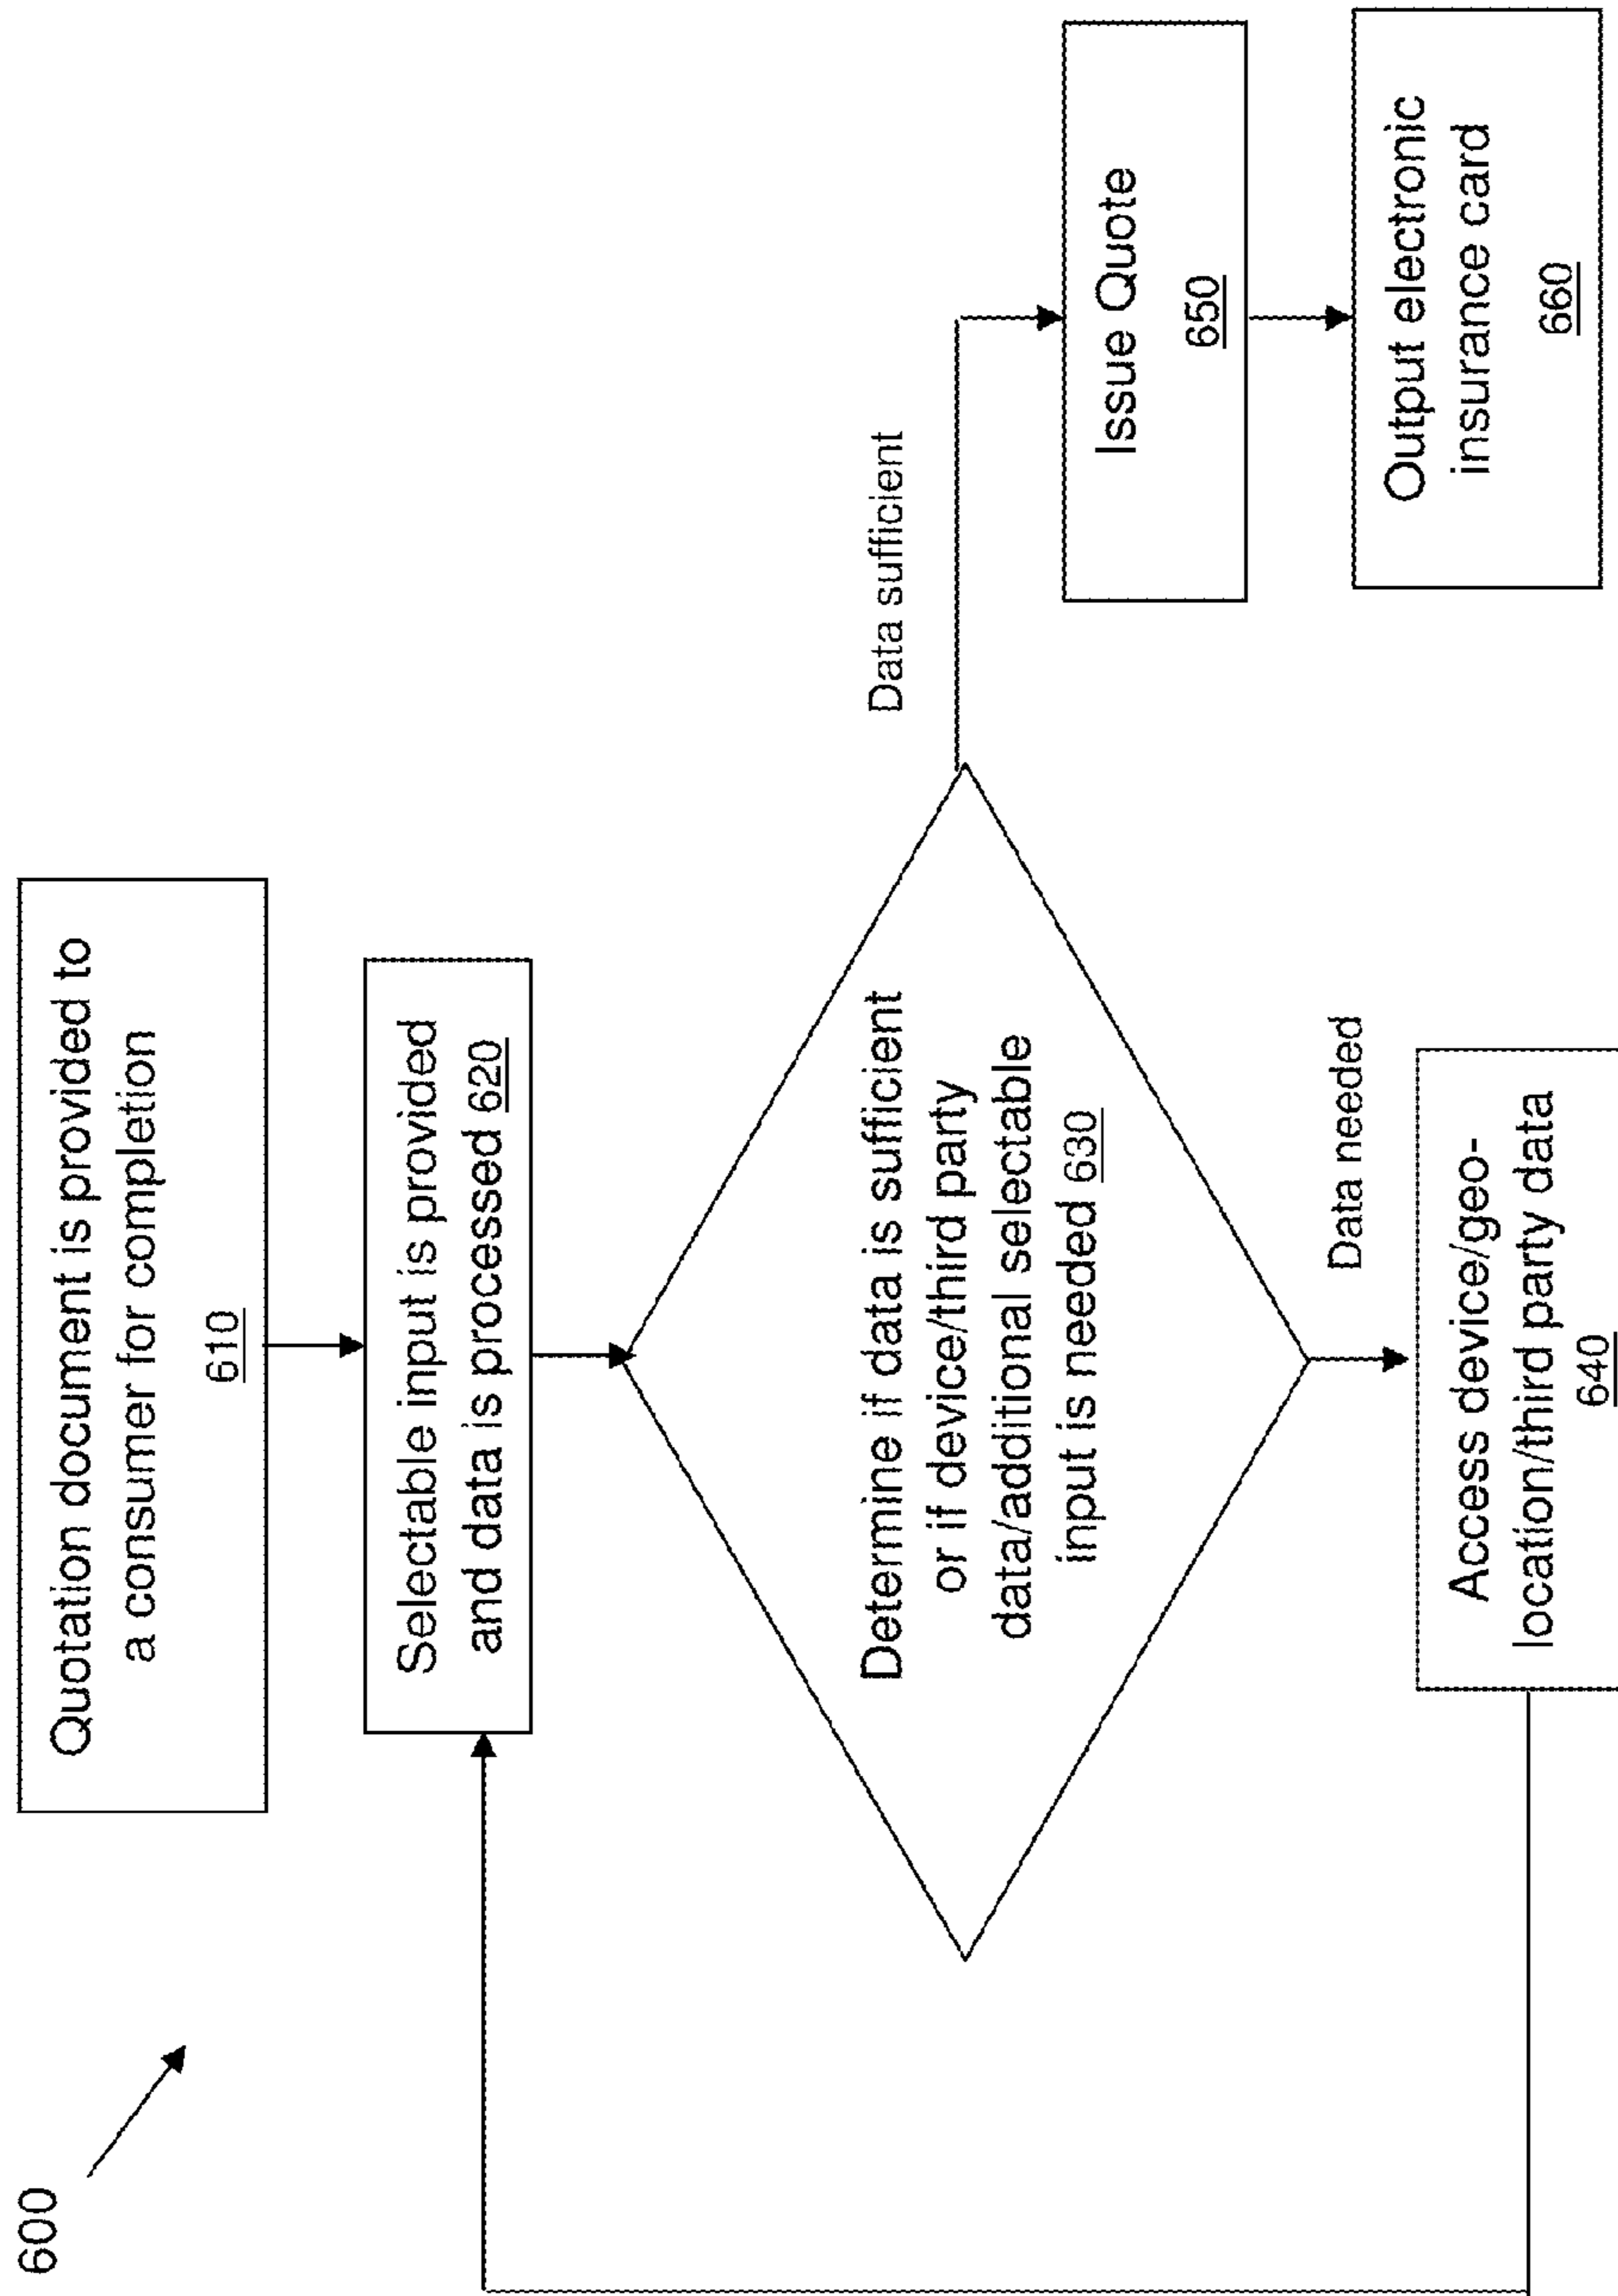 600
Quotation document is provided to
a consumer for completion
610
Selectable input is provided
and data is processed 620
Determine if data is sufficient
or if device/third party
data/additional selectable
input is needed 630
Data sufficient
Issue Quote
650
Output electronic
insurance card
660
Data needed
Access device/geo-
location/third party data
640